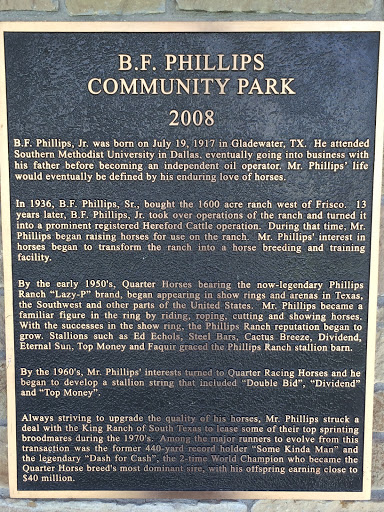 B.F. PHILLIPS
COMMUNITY PARK
2008
B.F. Phillips, Jr. was born on July 19, 1917 in Gladewater, TX. He attended
Southern Methodist University in Dallas, eventually going into business with
his father before becoming an independent oil operator. Mr. Phillips' life
would eventually be defined by his enduring love of horses.
In 1936, B.F. Phillips, Sr., bought the 1600 acre ranch west of Frisco. 13
years later, B.F. Phillips, Jr. took over operations of the ranch and turned it
into a prominent registered Hereford Cattle operation. During that time, Mr.
Phillips began raising horses for use on the ranch. Mr. Phillips' interest in
horses began to transform the ranch into a horse breeding and training
facility.
By the early 1950's, Quarter Horses bearing the now-legendary Phillips
Ranch "Lazy-P" brand, began appearing in show rings and arenas in Texas,
the Southwest and other parts of the United States. Mr. Phillips became a
familiar figure in the ring by riding, roping, cutting and showing horses.
With the successes in the show ring, the Phillips Ranch reputation began to
grow. Stallions such as Ed Echols, Steel Bars, Cactus Breeze, Dividend,
Eternal Sun, Top Money and Faquir graced the Phillips Ranch stallion barn.
By the 1960's, Mr. Phillips' interests turned to Quarter Racing Horses and he
began to develop a stallion string that included "Double Bid", "Dividend"
and "Top Money".
Always striving to upgrade the quality of his horses, Mr. Phillips struck a
deal with the King Ranch of South Texas to lease some of their top sprinting
broodmares during the 1970's. Among the major runners to evolve from this
transaction was the former 440-yard record holder "Some Kinda Man" and
the legendary "Dash for Cash", the 2-time World Champion who became the
Quarter Horse breed's most dominant sire, with his offspring earning close to
$40 million.